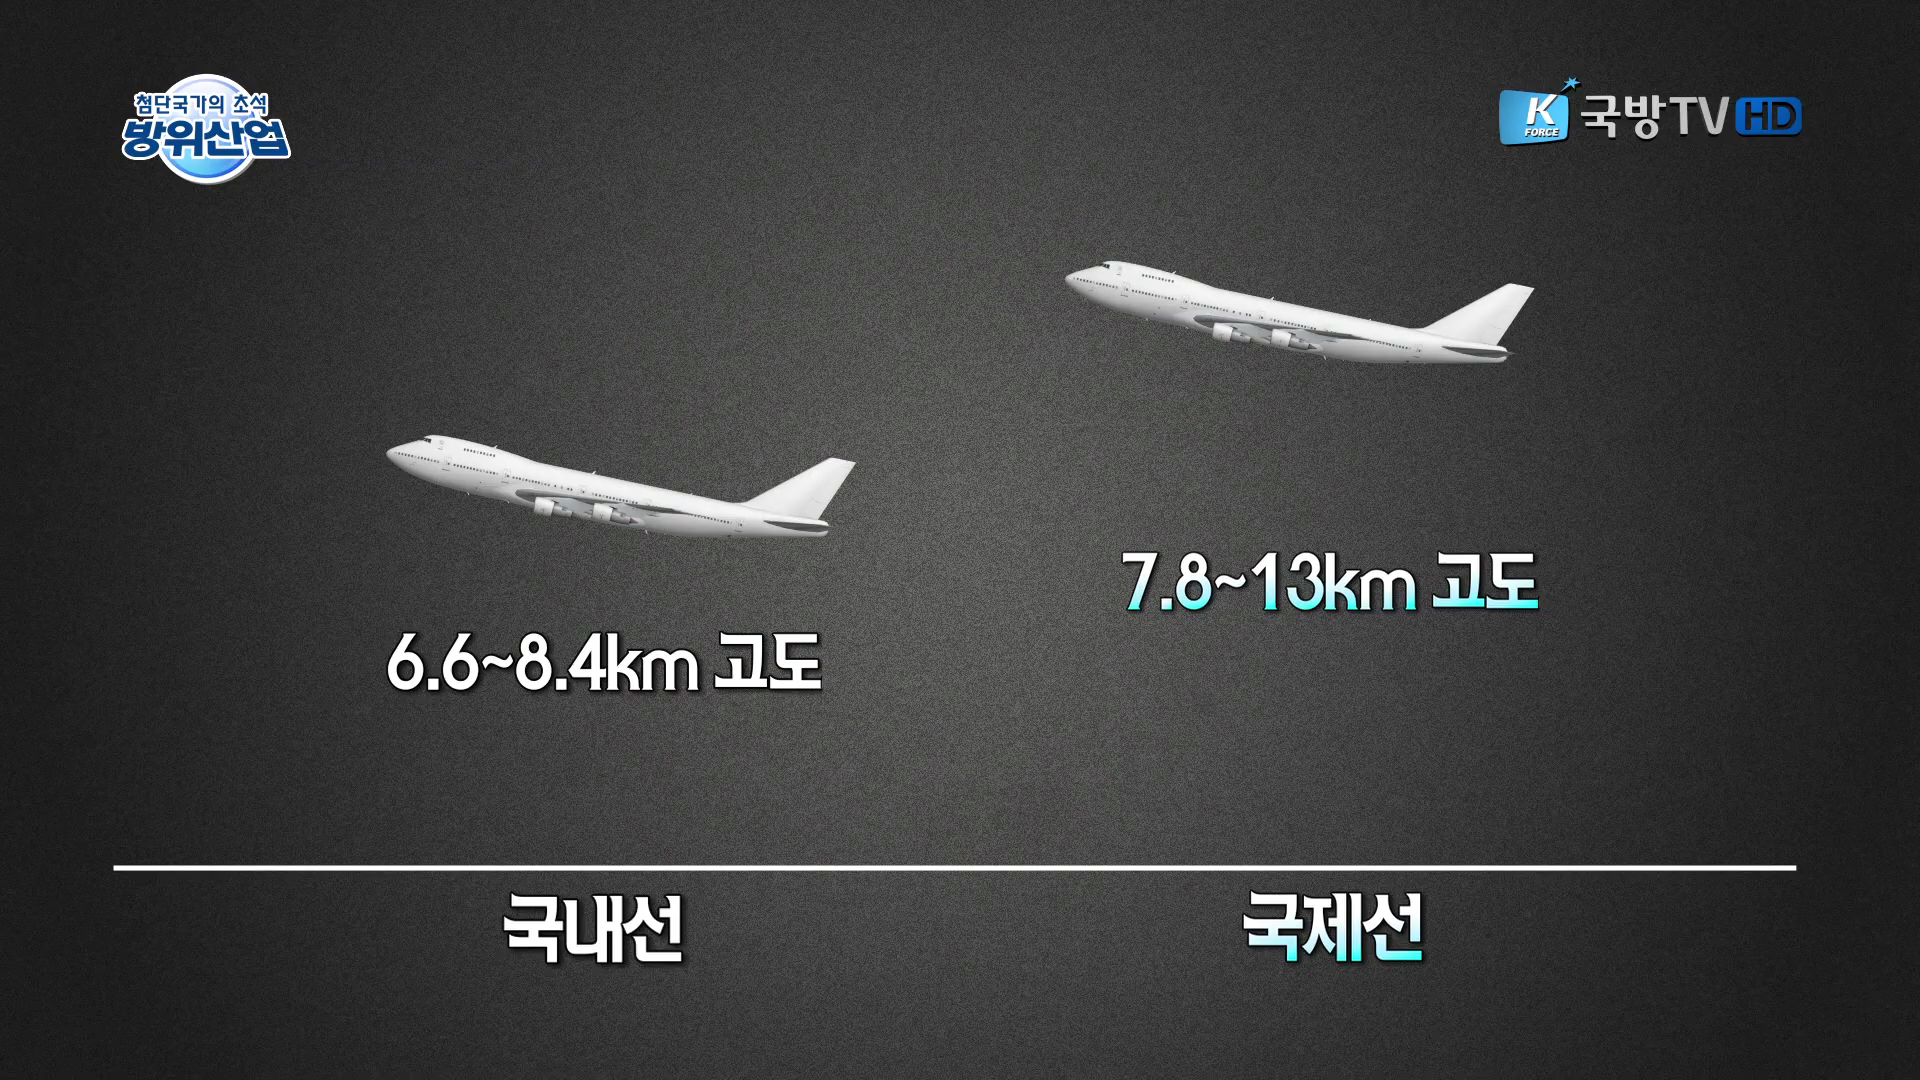 첨단국가의 초석
방위산업
K FORCE 국방TV HD
7.8~13km 고도
6.6~8.4km 고도
국내선
국제선